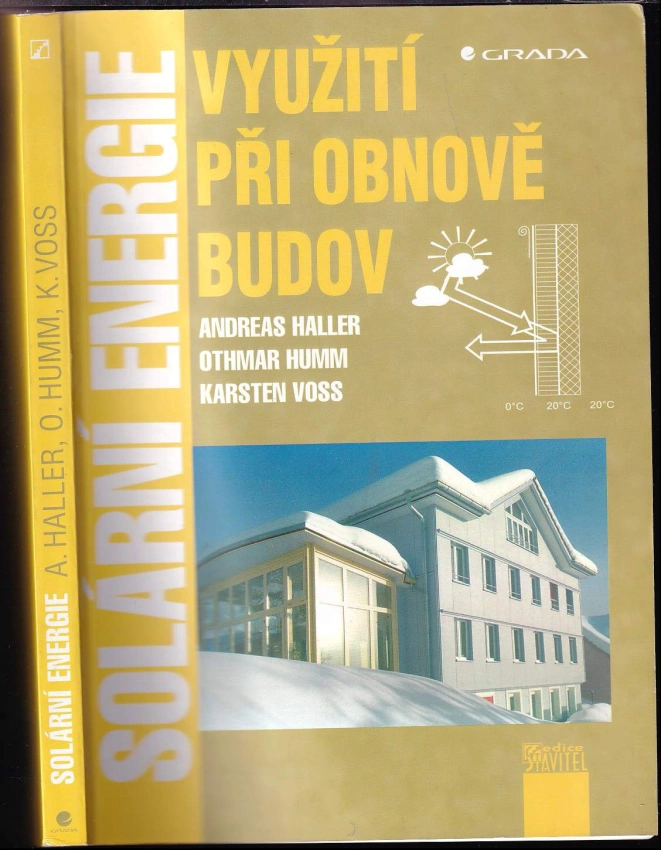 SOLÁRNÍ ENERGIE A. HALLER, O. HUMM, K. VOSS
GRADA
SOLÁRNÍ ENERGIE
GRADA
VYUŽITÍ
PŘI OBNOVĚ
BUDOV
ANDREAS HALLER
OTHMAR HUMM
KARSTEN VOSS
0°C 20°C 20°C
edice
STAVITEL